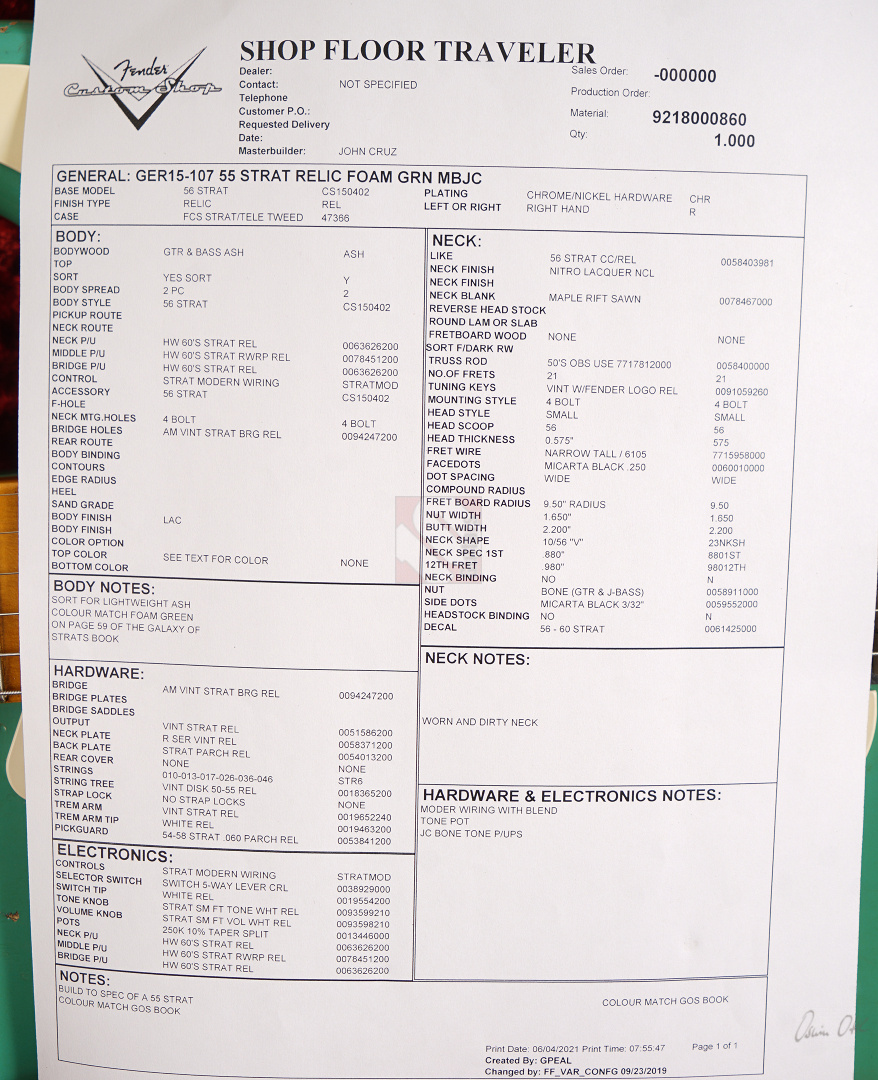 Fender
Custom Shop
SHOP FLOOR TRAVELER
Dealer:
Contact: NOT SPECIFIED
Telephone
Customer P.O.:
Requested Delivery
Date:
Masterbuilder: JOHN CRUZ
Sales Order: -000000
Production Order:
Material: 9218000860
Qty: 1.000
GENERAL: GER15-107 55 STRAT RELIC FOAM GRN MBJC
BASE MODEL 56 STRAT CS150402
FINISH TYPE RELIC REL
CASE FCS STRAT/TELE TWEED 47366
PLATING CHROME/NICKEL HARDWARE CHR
LEFT OR RIGHT RIGHT HAND R
BODY:
BODYWOOD GTR & BASS ASH ASH
TOP
SORT YES SORT Y
BODY SPREAD 2 PC 2
BODY STYLE 56 STRAT CS150402
PICKUP ROUTE
NECK ROUTE
NECK P/U HW 60'S STRAT REL 0063626200
MIDDLE P/U HW 60'S STRAT RWRP REL 0078451200
BRIDGE P/U HW 60'S STRAT REL 0063626200
CONTROL STRAT MODERN WIRING STRATMOD
ACCESSORY 56 STRAT CS150402
F-HOLE
NECK MTG.HOLES 4 BOLT 4 BOLT
BRIDGE HOLES AM VINT STRAT BRG REL 0094247200
REAR ROUTE
BODY BINDING
CONTOURS
EDGE RADIUS
HEEL
SAND GRADE
BODY FINISH LAC
BODY FINISH
COLOR OPTION
TOP COLOR SEE TEXT FOR COLOR NONE
BOTTOM COLOR
BODY NOTES:
SORT FOR LIGHTWEIGHT ASH
COLOUR MATCH FOAM GREEN
ON PAGE 59 OF THE GALAXY OF
STRATS BOOK
HARDWARE:
BRIDGE AM VINT STRAT BRG REL 0094247200
BRIDGE PLATES
BRIDGE SADDLES
OUTPUT VINT STRAT REL 0051586200
NECK PLATE R SER VINT REL 0058371200
BACK PLATE STRAT PARCH REL 0054013200
REAR COVER NONE NONE
STRINGS 010-013-017-026-036-046 STR6
STRING TREE VINT DISK 50-55 REL 0018365200
STRAP LOCK NO STRAP LOCKS NONE
TREM ARM VINT STRAT REL 0019652240
TREM ARM TIP WHITE REL 0019463200
PICKGUARD 54-58 STRAT .060 PARCH REL 0053841200
ELECTRONICS:
CONTROLS STRAT MODERN WIRING STRATMOD
SELECTOR SWITCH SWITCH 5-WAY LEVER CRL 0038929000
SWITCH TIP WHITE REL 0019554200
TONE KNOB STRAT SM FT TONE WHT REL 0093599210
VOLUME KNOB STRAT SM FT VOL WHT REL 0093598210
POTS 250K 10% TAPER SPLIT 0013446000
NECK P/U HW 60'S STRAT REL 0063626200
MIDDLE P/U HW 60'S STRAT RWRP REL 0078451200
BRIDGE P/U HW 60'S STRAT REL 0063626200
NECK:
LIKE 56 STRAT CC/REL 0058403981
NECK FINISH NITRO LACQUER NCL
NECK FINISH
NECK BLANK MAPLE RIFT SAWN 0078467000
REVERSE HEAD STOCK
ROUND LAM OR SLAB
FRETBOARD WOOD NONE NONE
SORT F/DARK RW
TRUSS ROD 50'S OBS USE 7717812000 0058400000
NO.OF FRETS 21 21
TUNING KEYS VINT W/FENDER LOGO REL 0091059260
MOUNTING STYLE 4 BOLT 4 BOLT
HEAD STYLE SMALL SMALL
HEAD SCOOP 56 56
HEAD THICKNESS 0.575" 575
FRET WIRE NARROW TALL / 6105 7715958000
FACEDOTS MICARTA BLACK .250 0060010000
DOT SPACING WIDE WIDE
COMPOUND RADIUS
FRET BOARD RADIUS 9.50" RADIUS 9.50
NUT WIDTH 1.650" 1.650
BUTT WIDTH 2.200" 2.200
NECK SHAPE 10/56 "V" 23NKSH
NECK SPEC 1ST .880" 8801ST
12TH FRET .980" 98012TH
NECK BINDING NO N
NUT BONE (GTR & J-BASS) 0058911000
SIDE DOTS MICARTA BLACK 3/32" 0059552000
HEADSTOCK BINDING NO N
DECAL 56 - 60 STRAT 0061425000
NECK NOTES:
WORN AND DIRTY NECK
HARDWARE & ELECTRONICS NOTES:
MODER WIRING WITH BLEND
TONE POT
JC BONE TONE P/UPS
NOTES:
BUILD TO SPEC OF A 55 STRAT
COLOUR MATCH GOS BOOK
COLOUR MATCH GOS BOOK
Print Date: 06/04/2021 Print Time: 07:55:47 Page 1 of 1
Created By: GPEAL
Changed by: FF_VAR_CONFG 09/23/2019